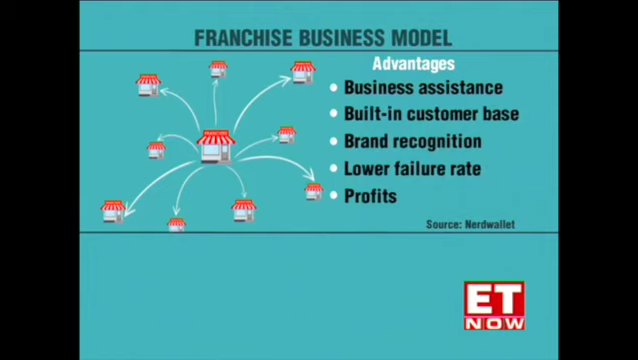 FRANCHISE BUSINESS MODEL
Advantages
Business assistance
Built-in customer base
Brand recognition
Lower failure rate
Profits
Source: Nerdwallet
FRANCHISE
ET
NOW